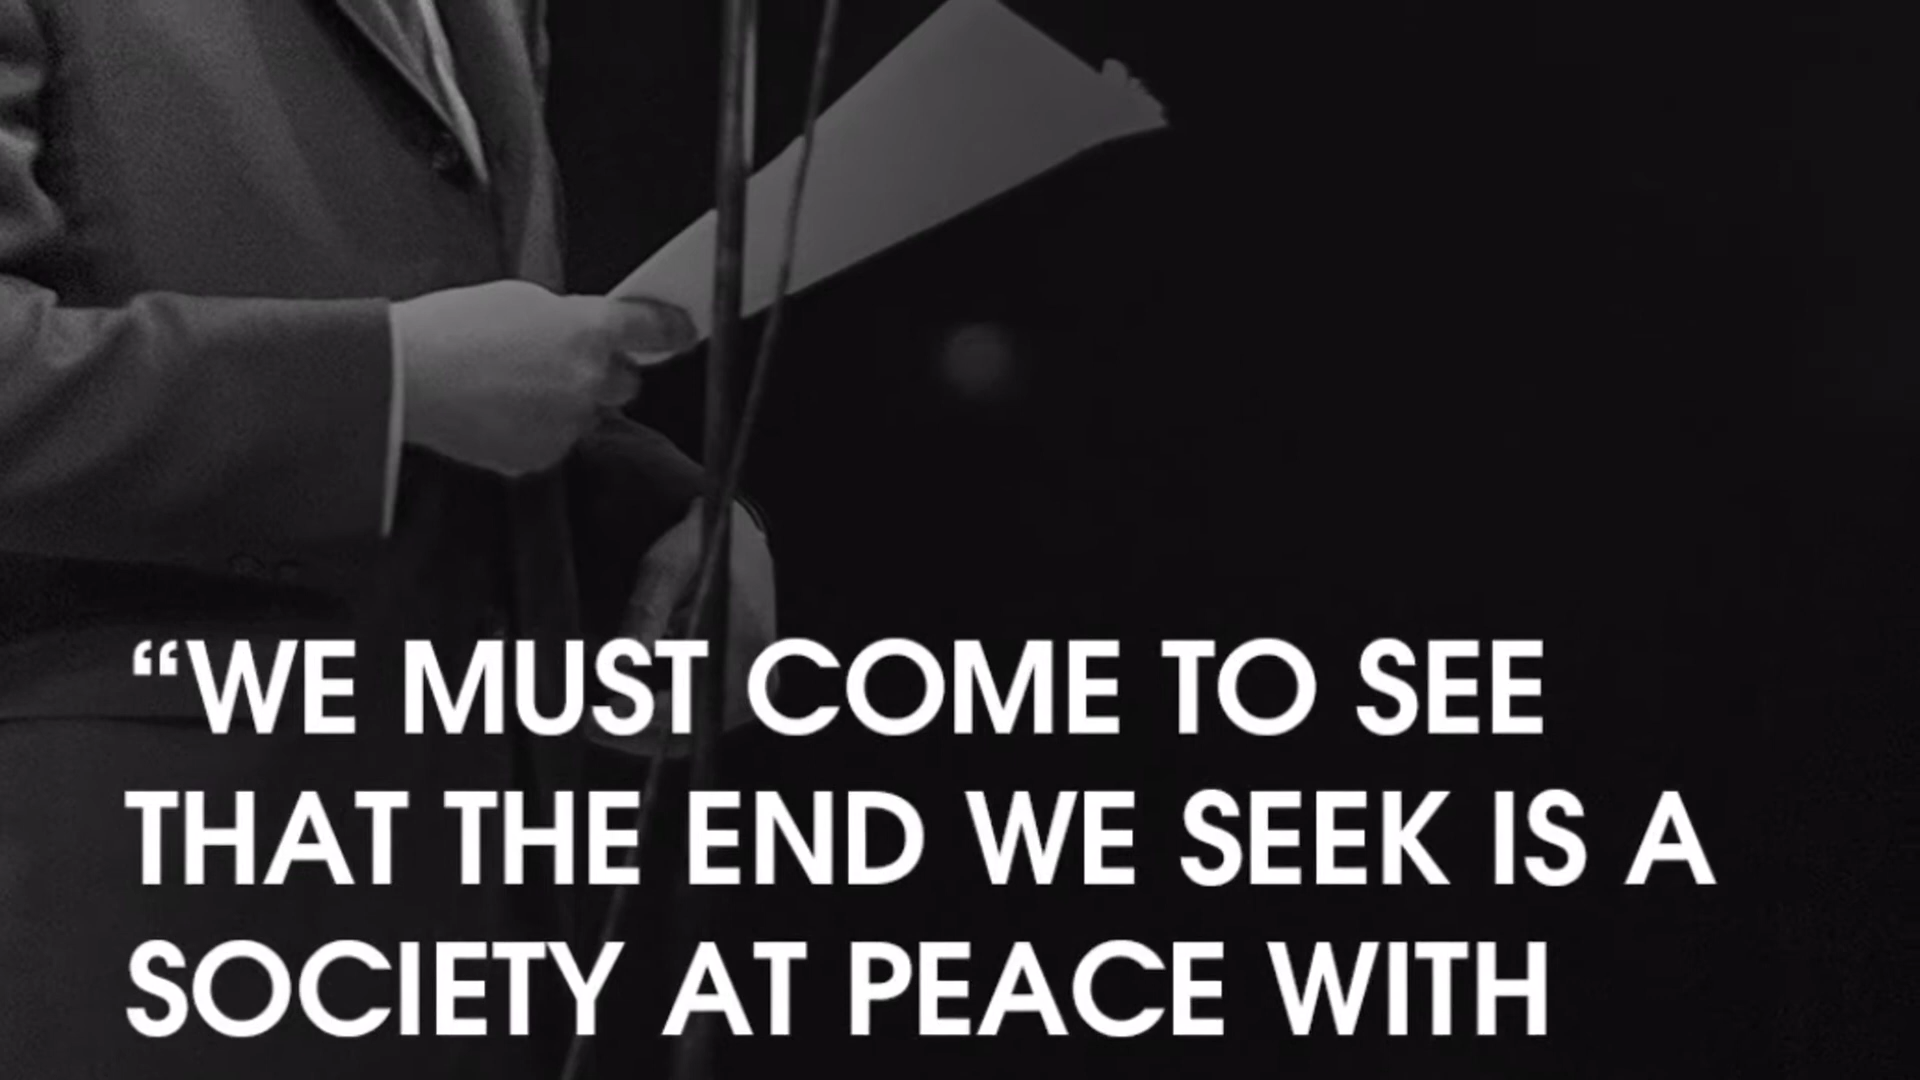 “WE MUST COME TO SEE
THAT THE END WE SEEK IS A
SOCIETY AT PEACE WITH